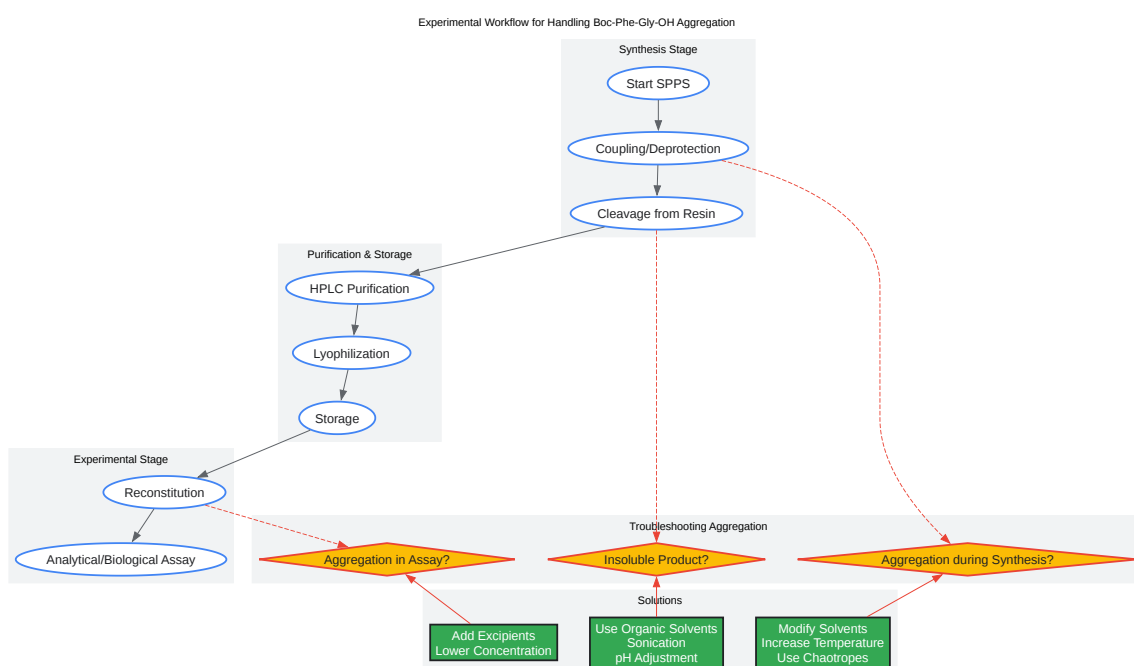 Experimental Workflow for Handling Boc-Phe-Gly-OH Aggregation
Synthesis Stage
Start SPPS
Coupling/Deprotection
Cleavage from Resin
Purification & Storage
HPLC Purification
Lyophilization
Storage
Experimental Stage
Reconstitution
Analytical/Biological Assay
Troubleshooting Aggregation
Aggregation in Assay?
Insoluble Product?
Aggregation during Synthesis?
Solutions
Add Excipients
Lower Concentration
Use Organic Solvents
Sonication
pH Adjustment
Modify Solvents
Increase Temperature
Use Chaotropes